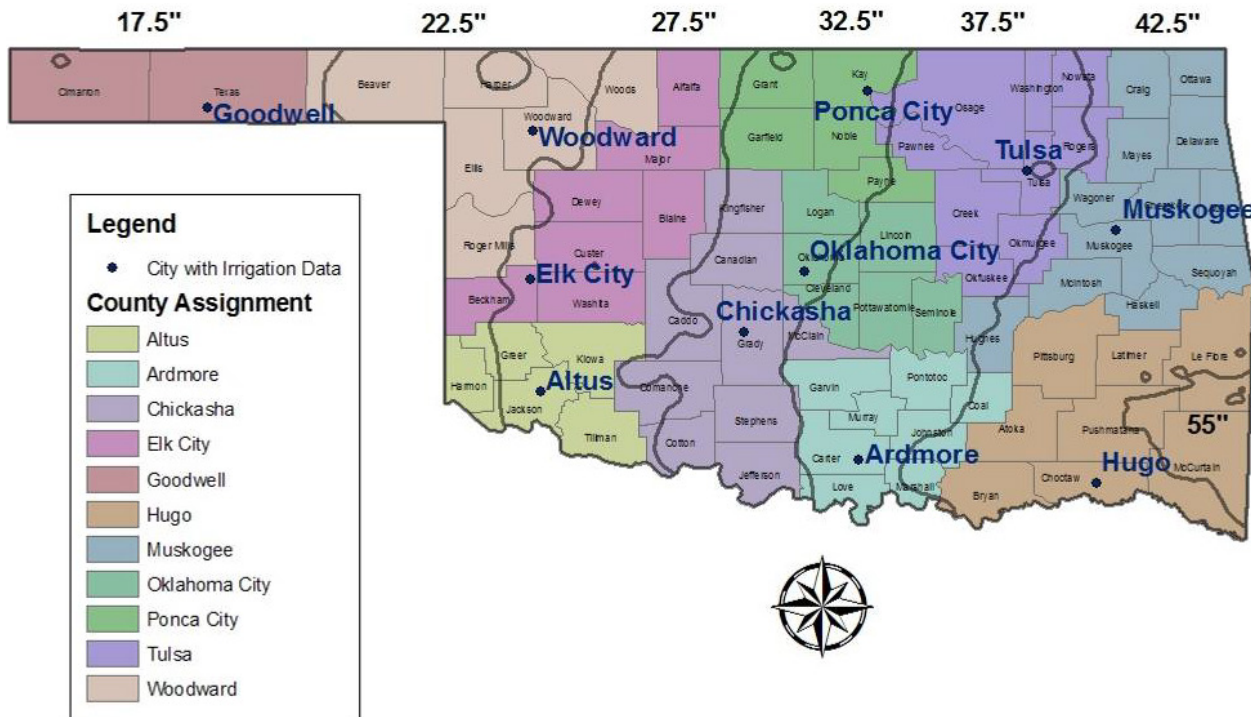 17.5" 22.5" 27.5" 32.5" 37.5" 42.5"
Cimarron Texas Beaver Harper Woods Alfalfa Grant Kay Osage Washington Nowata Craig Ottawa
Goodwell Woodward Woodward Major Garfield Noble Ponca City Pawnee Tulsa Rogers Mayes Delaware
Ellis Dewey Blaine Kingfisher Logan Payne Creek Tulsa Wagoner
Roger Mills Custer Canadian Lincoln Okmulgee Muskogee Muskogee
Elk City Oklahoma City Okfuskee Sequoyah
Beckham Washita Caddo Chickasha Cleveland Pottawatomie Seminole McIntosh Haskell
Greer Kiowa Grady McClain Hughes Pittsburg Latimer Le Flore
Harmon Altus Comanche Garvin Pontotoc
Jackson Tillman Stephens Murray Johnston Coal Atoka Pushmataha 55"
Cotton Carter Ardmore Hugo McCurtain
Jefferson Love Marshall Bryan Choctaw
Legend
City with Irrigation Data
County Assignment
Altus
Ardmore
Chickasha
Elk City
Goodwell
Hugo
Muskogee
Oklahoma City
Ponca City
Tulsa
Woodward